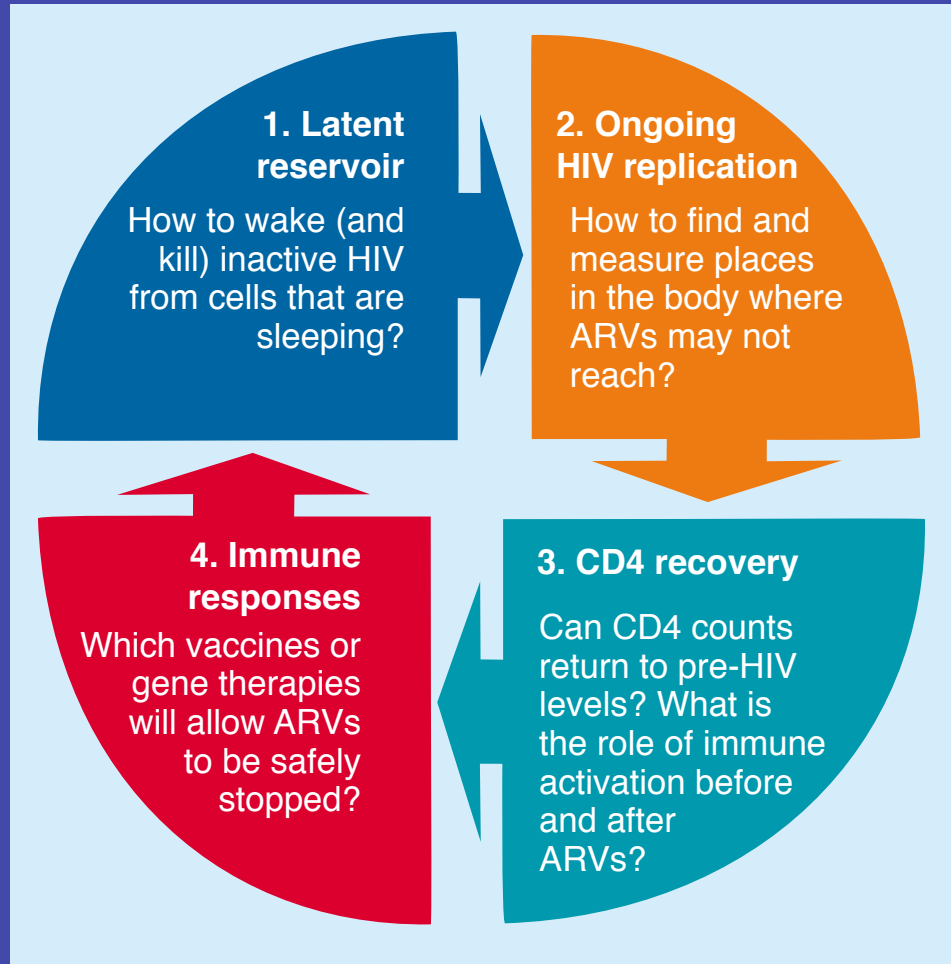 1. Latent
reservoir
How to wake (and
kill) inactive HIV
from cells that are
sleeping?
2. Ongoing
HIV replication
How to find and
measure places
in the body where
ARVs may not
reach?
3. CD4 recovery
Can CD4 counts
return to pre-HIV
levels? What is
the role of immune
activation before
and after
ARVs?
4. Immune
responses
Which vaccines or
gene therapies
will allow ARVs
to be safely
stopped?